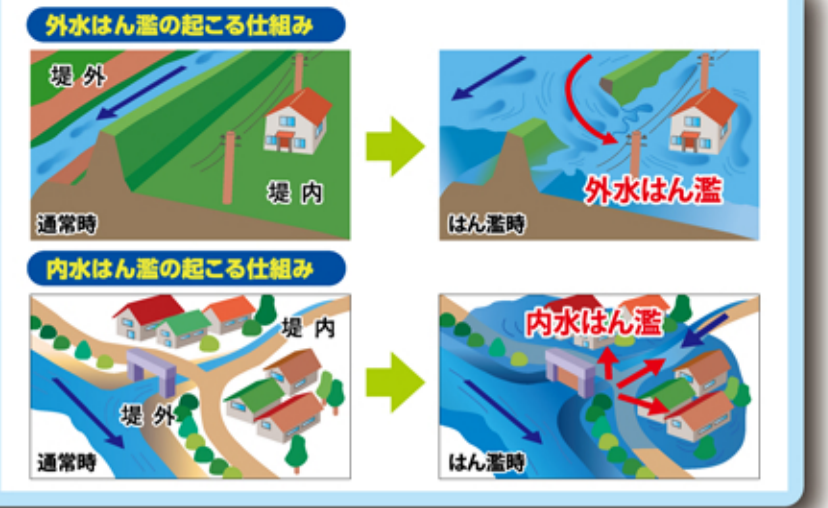 外水はん濫の起こる仕組み
堤 外
堤 内
通常時
外水はん濫
はん濫時
内水はん濫の起こる仕組み
堤 内
堤 外
通常時
内水はん濫
はん濫時